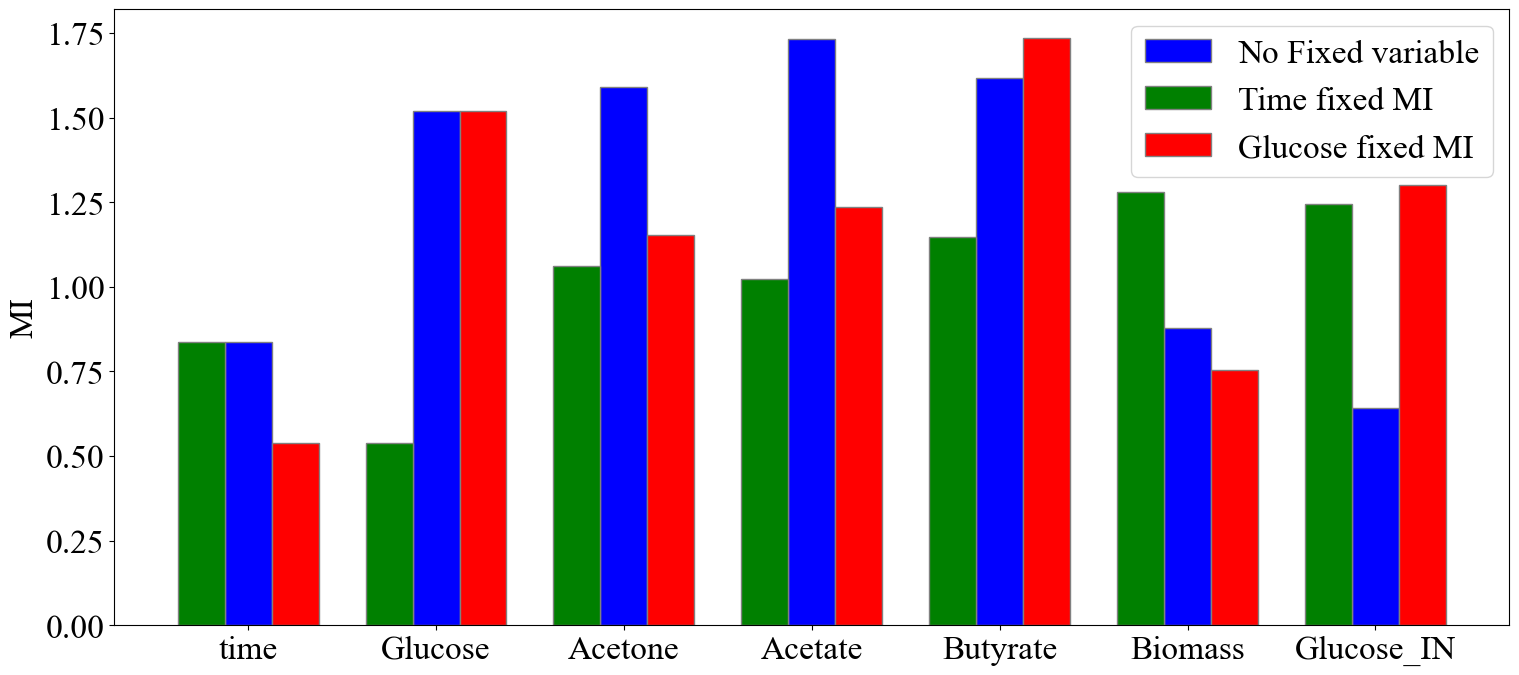 MI
1.75
1.50
1.25
1.00
0.75
0.50
0.25
0.00
No Fixed variable
Time fixed MI
Glucose fixed MI
time Glucose Acetone Acetate Butyrate Biomass Glucose_IN